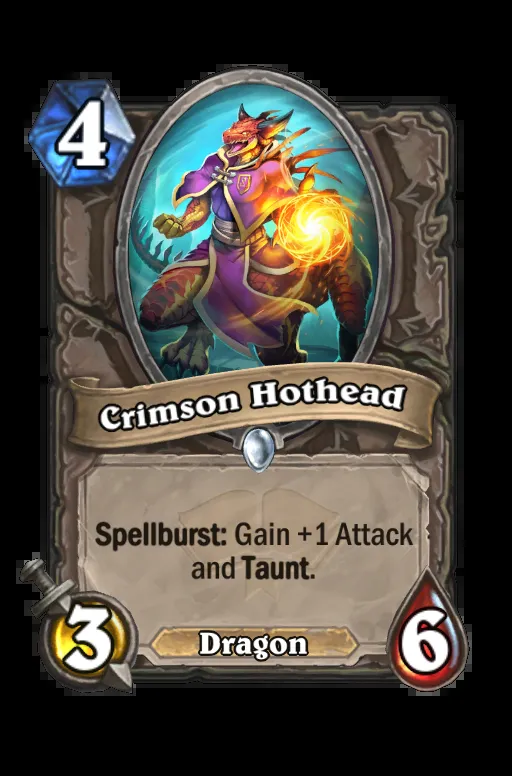 4
Crimson Hothead
Spellburst: Gain +1 Attack
and Taunt.
3
Dragon
6